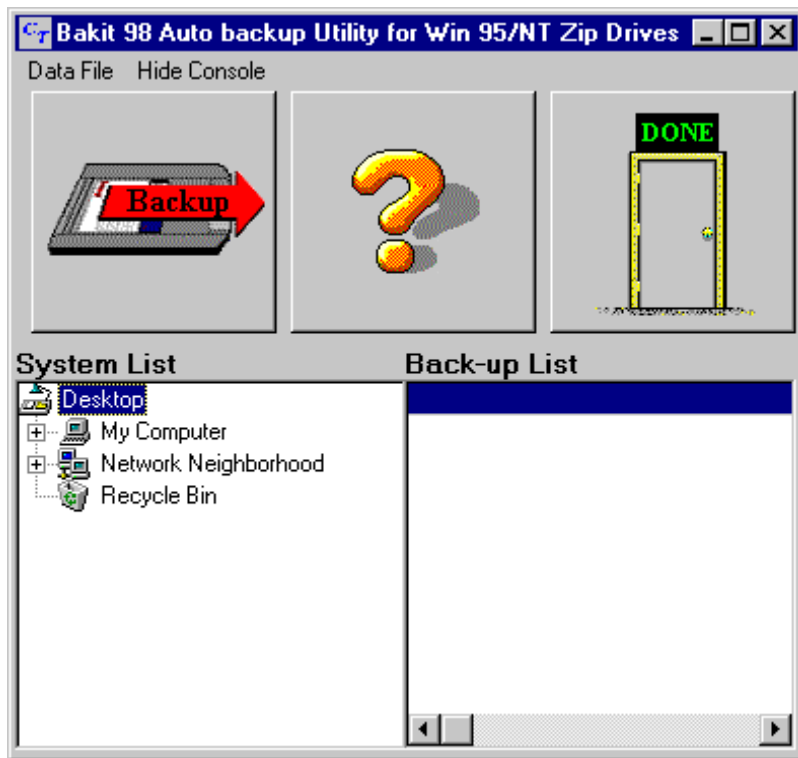 CT Bakit 98 Auto backup Utility for Win 95/NT Zip Drives
Data File Hide Console
Backup
?
DONE
System List
Back-up List
Desktop
My Computer
Network Neighborhood
Recycle Bin